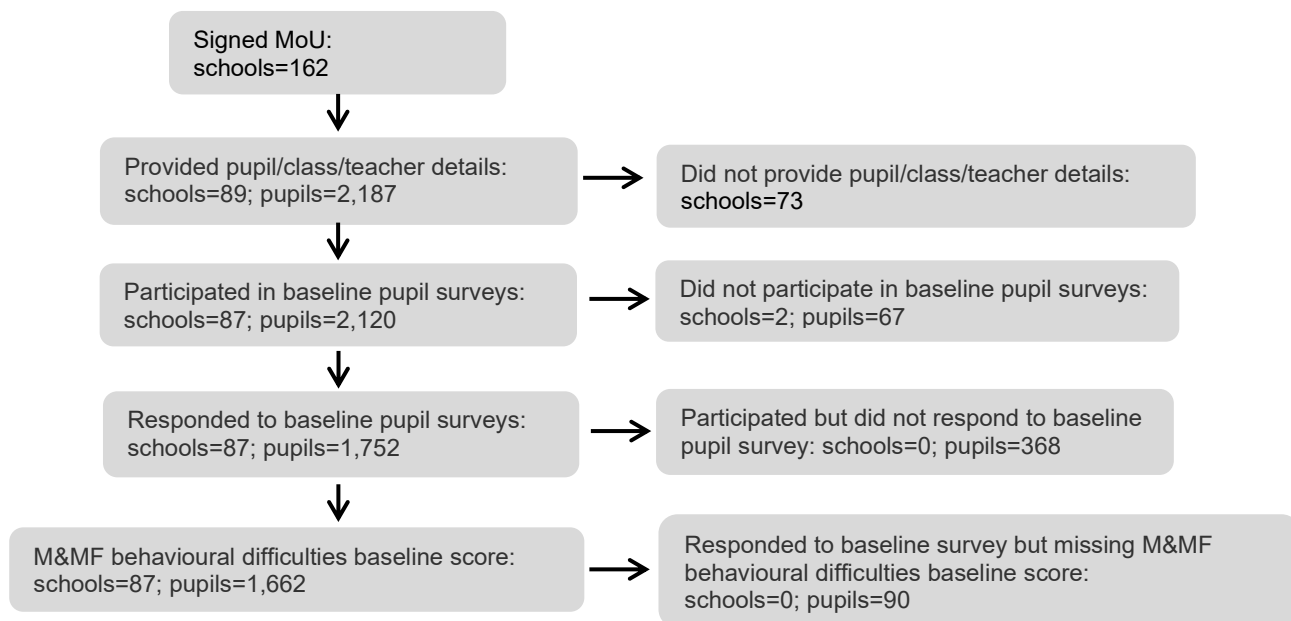 Signed MoU:
schools=162
Provided pupil/class/teacher details:
schools=89; pupils=2,187
Did not provide pupil/class/teacher details:
schools=73
Participated in baseline pupil surveys:
schools=87; pupils=2,120
Did not participate in baseline pupil surveys:
schools=2; pupils=67
Responded to baseline pupil surveys:
schools=87; pupils=1,752
Participated but did not respond to baseline
pupil survey: schools=0; pupils=368
M&MF behavioural difficulties baseline score:
schools=87; pupils=1,662
Responded to baseline survey but missing M&MF
behavioural difficulties baseline score:
schools=0; pupils=90